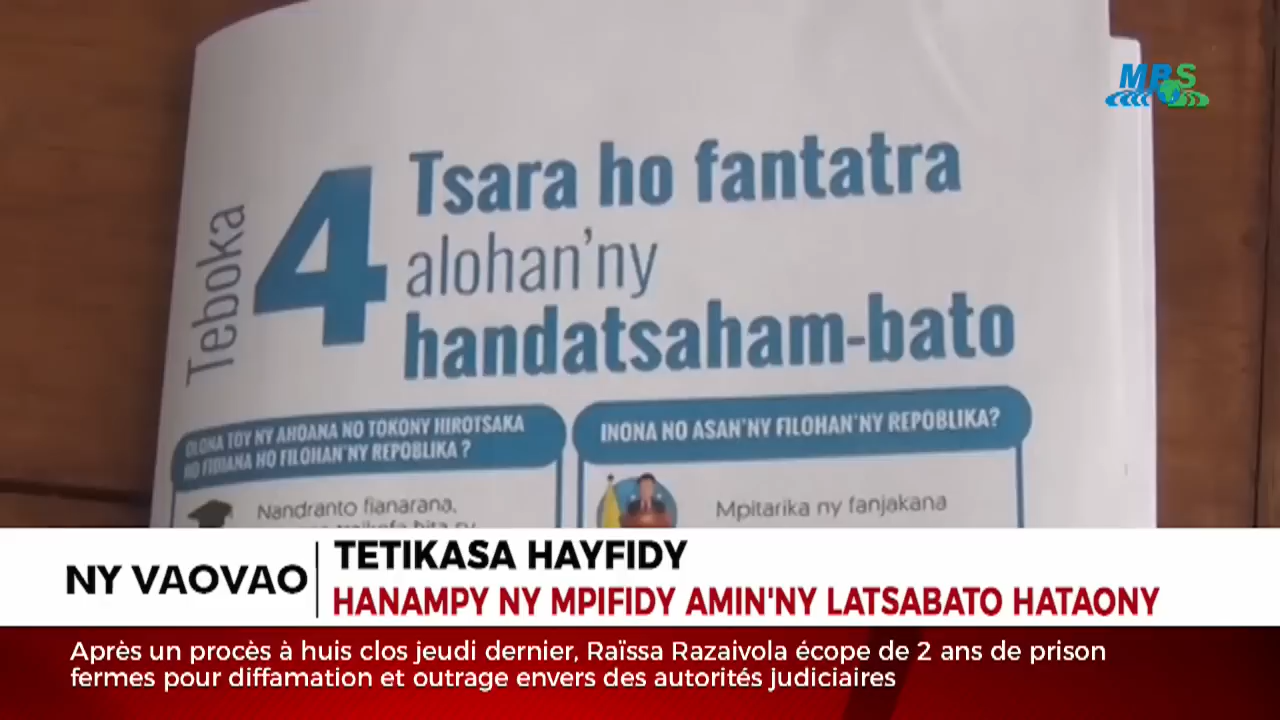 MBS
Teboka
4
Tsara ho fantatra
alohan'ny
handatsaham-bato
OLONA TOY NY AHOANA NO TOKONY HIROTSAKA
HO FIDIANA HO FILOHAN'NY REPOBLIKA ?
INONA NO ASAN'NY FILOHAN'NY REPOBLIKA?
Nandranto fianarana,
Mpitarika ny fanjakana
NY VAOVAO
TETIKASA HAYFIDY
HANAMPY NY MPIFIDY AMIN'NY LATSABATO HATAONY
Après un procès à huis clos jeudi dernier, Raïssa Razaivola écope de 2 ans de prison
fermes pour diffamation et outrage envers des autorités judiciaires